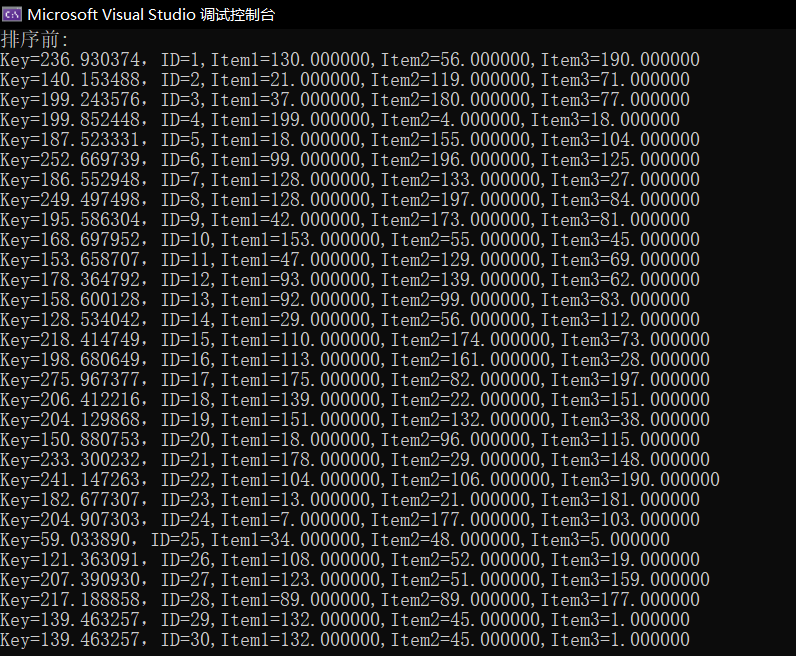 Microsoft Visual Studio 调试控制台
排序前:
Key=236.930374, ID=1,Item1=130.000000,Item2=56.000000,Item3=190.000000
Key=140.153488, ID=2,Item1=21.000000,Item2=119.000000,Item3=71.000000
Key=199.243576, ID=3,Item1=37.000000,Item2=180.000000,Item3=77.000000
Key=199.852448, ID=4,Item1=199.000000,Item2=4.000000,Item3=18.000000
Key=187.523331, ID=5,Item1=18.000000,Item2=155.000000,Item3=104.000000
Key=252.669739, ID=6,Item1=99.000000,Item2=196.000000,Item3=125.000000
Key=186.552948, ID=7,Item1=128.000000,Item2=133.000000,Item3=27.000000
Key=249.497498, ID=8,Item1=128.000000,Item2=197.000000,Item3=84.000000
Key=195.586304, ID=9,Item1=42.000000,Item2=173.000000,Item3=81.000000
Key=168.697952, ID=10,Item1=153.000000,Item2=55.000000,Item3=45.000000
Key=153.658707, ID=11,Item1=47.000000,Item2=129.000000,Item3=69.000000
Key=178.364792, ID=12,Item1=93.000000,Item2=139.000000,Item3=62.000000
Key=158.600128, ID=13,Item1=92.000000,Item2=99.000000,Item3=83.000000
Key=128.534042, ID=14,Item1=29.000000,Item2=56.000000,Item3=112.000000
Key=218.414749, ID=15,Item1=110.000000,Item2=174.000000,Item3=73.000000
Key=198.680649, ID=16,Item1=113.000000,Item2=161.000000,Item3=28.000000
Key=275.967377, ID=17,Item1=175.000000,Item2=82.000000,Item3=197.000000
Key=206.412216, ID=18,Item1=139.000000,Item2=22.000000,Item3=151.000000
Key=204.129868, ID=19,Item1=151.000000,Item2=132.000000,Item3=38.000000
Key=150.880753, ID=20,Item1=18.000000,Item2=96.000000,Item3=115.000000
Key=233.300232, ID=21,Item1=178.000000,Item2=29.000000,Item3=148.000000
Key=241.147263, ID=22,Item1=104.000000,Item2=106.000000,Item3=190.000000
Key=182.677307, ID=23,Item1=13.000000,Item2=21.000000,Item3=181.000000
Key=204.907303, ID=24,Item1=7.000000,Item2=177.000000,Item3=103.000000
Key=59.033890, ID=25,Item1=34.000000,Item2=48.000000,Item3=5.000000
Key=121.363091, ID=26,Item1=108.000000,Item2=52.000000,Item3=19.000000
Key=207.390930, ID=27,Item1=123.000000,Item2=51.000000,Item3=159.000000
Key=217.188858, ID=28,Item1=89.000000,Item2=89.000000,Item3=177.000000
Key=139.463257, ID=29,Item1=132.000000,Item2=45.000000,Item3=1.000000
Key=139.463257, ID=30,Item1=132.000000,Item2=45.000000,Item3=1.000000